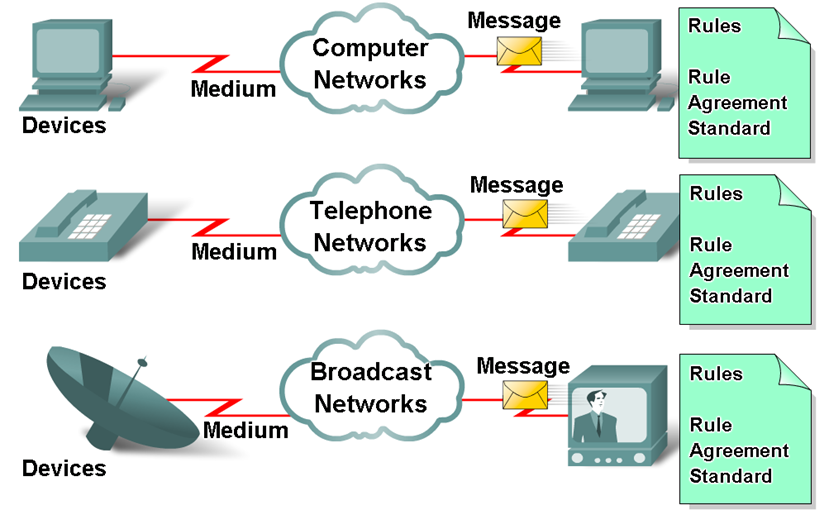 Computer
Networks
Message
Medium
Devices
Rules
Rule
Agreement
Standard
Telephone
Networks
Message
Medium
Devices
Rules
Rule
Agreement
Standard
Broadcast
Networks
Message
Medium
Devices
Rules
Rule
Agreement
Standard